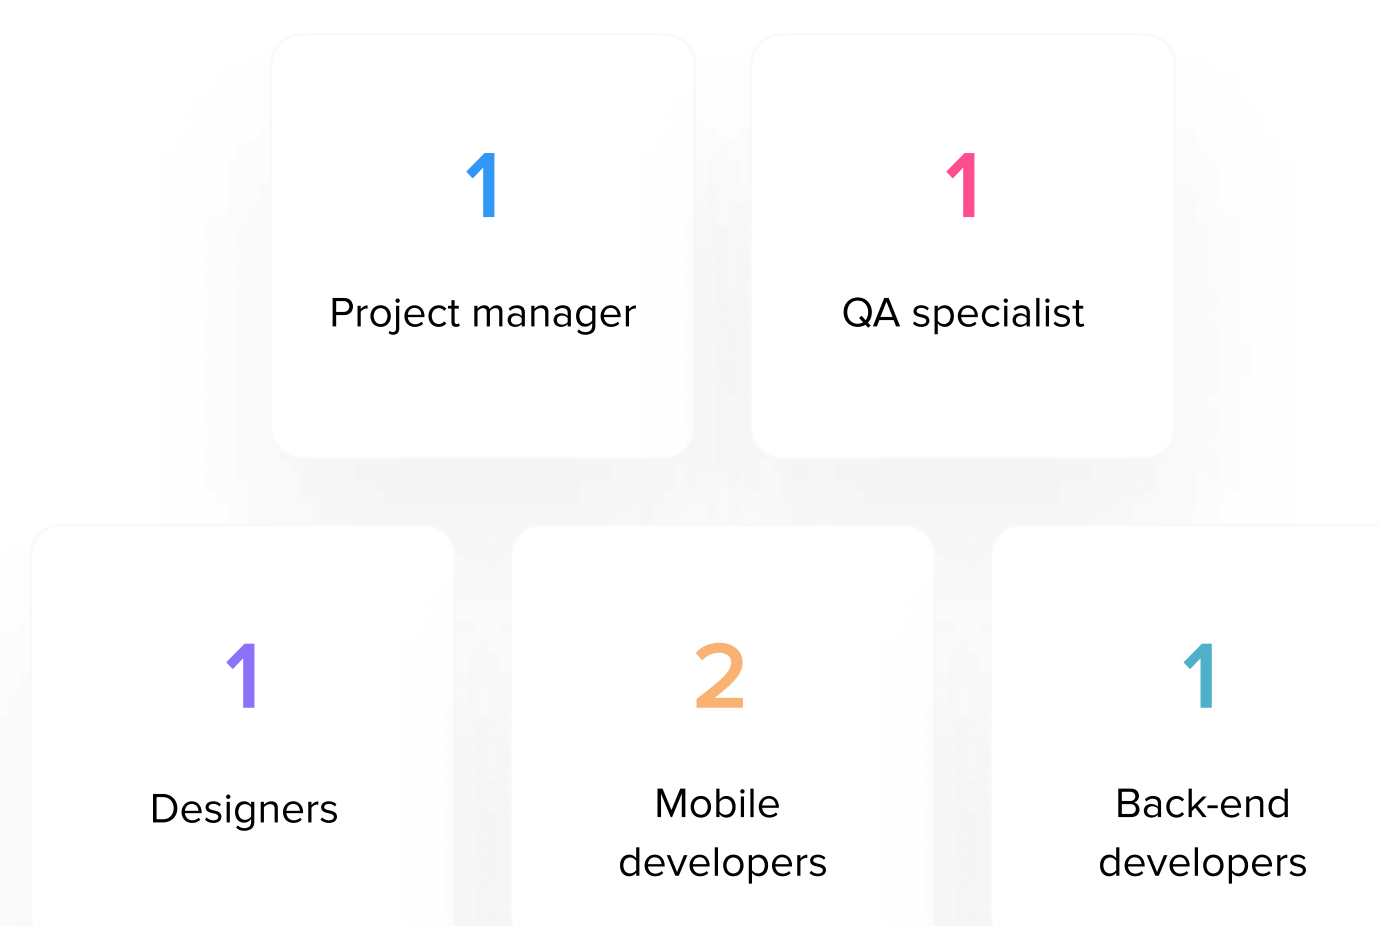 1
Project manager
1
QA specialist
1
Designers
2
Mobile
developers
1
Back-end
developers